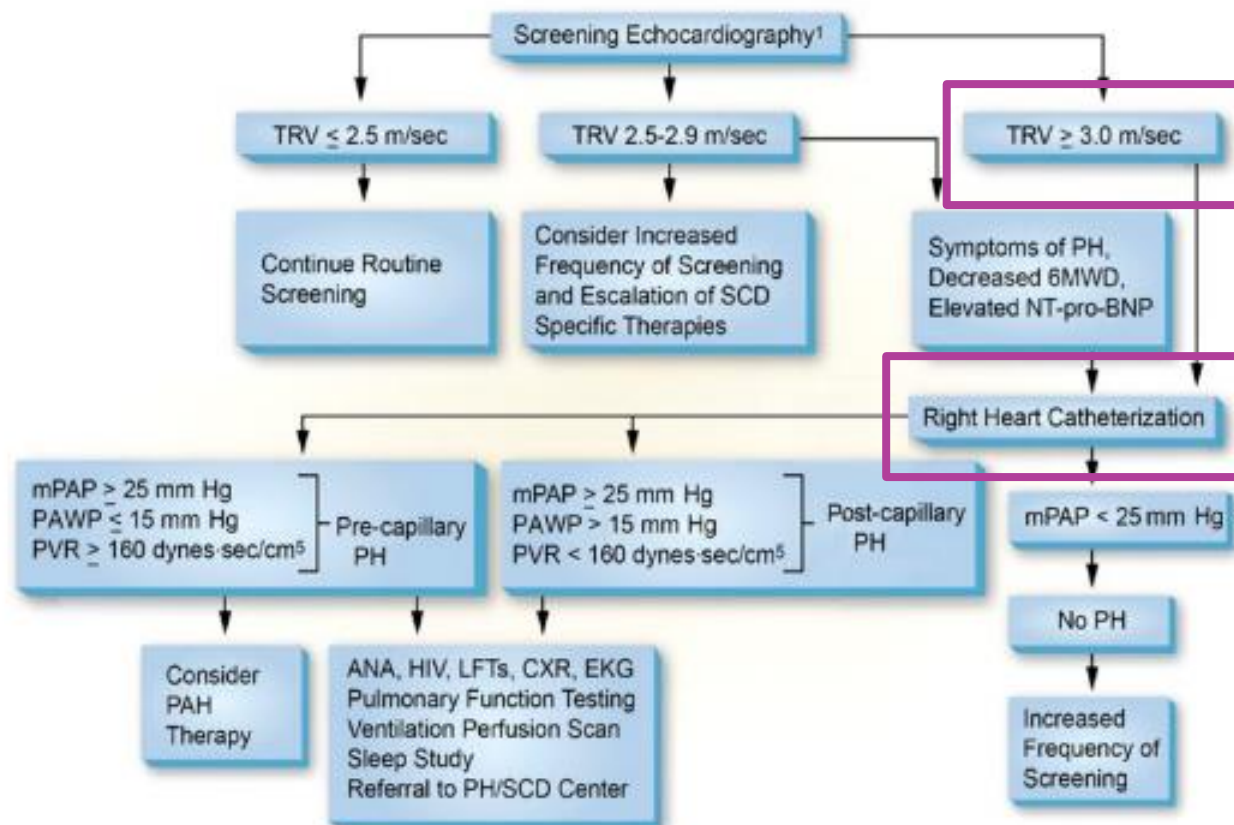 Screening Echocardiography¹
TRV ≤ 2.5 m/sec
TRV 2.5-2.9 m/sec
TRV ≥ 3.0 m/sec
Continue Routine
Screening
Consider Increased
Frequency of Screening
and Escalation of SCD
Specific Therapies
Symptoms of PH,
Decreased 6MWD,
Elevated NT-pro-BNP
Right Heart Catheterization
mPAP ≥ 25 mm Hg
PAWP ≤ 15 mm Hg
PVR ≥ 160 dynes·sec/cm⁵
Pre-capillary
PH
mPAP ≥ 25 mm Hg
PAWP > 15 mm Hg
PVR < 160 dynes·sec/cm⁵
Post-capillary
PH
mPAP < 25 mm Hg
Consider
PAH
Therapy
ANA, HIV, LFTs, CXR, EKG
Pulmonary Function Testing
Ventilation Perfusion Scan
Sleep Study
Referral to PH/SCD Center
No PH
Increased
Frequency of
Screening